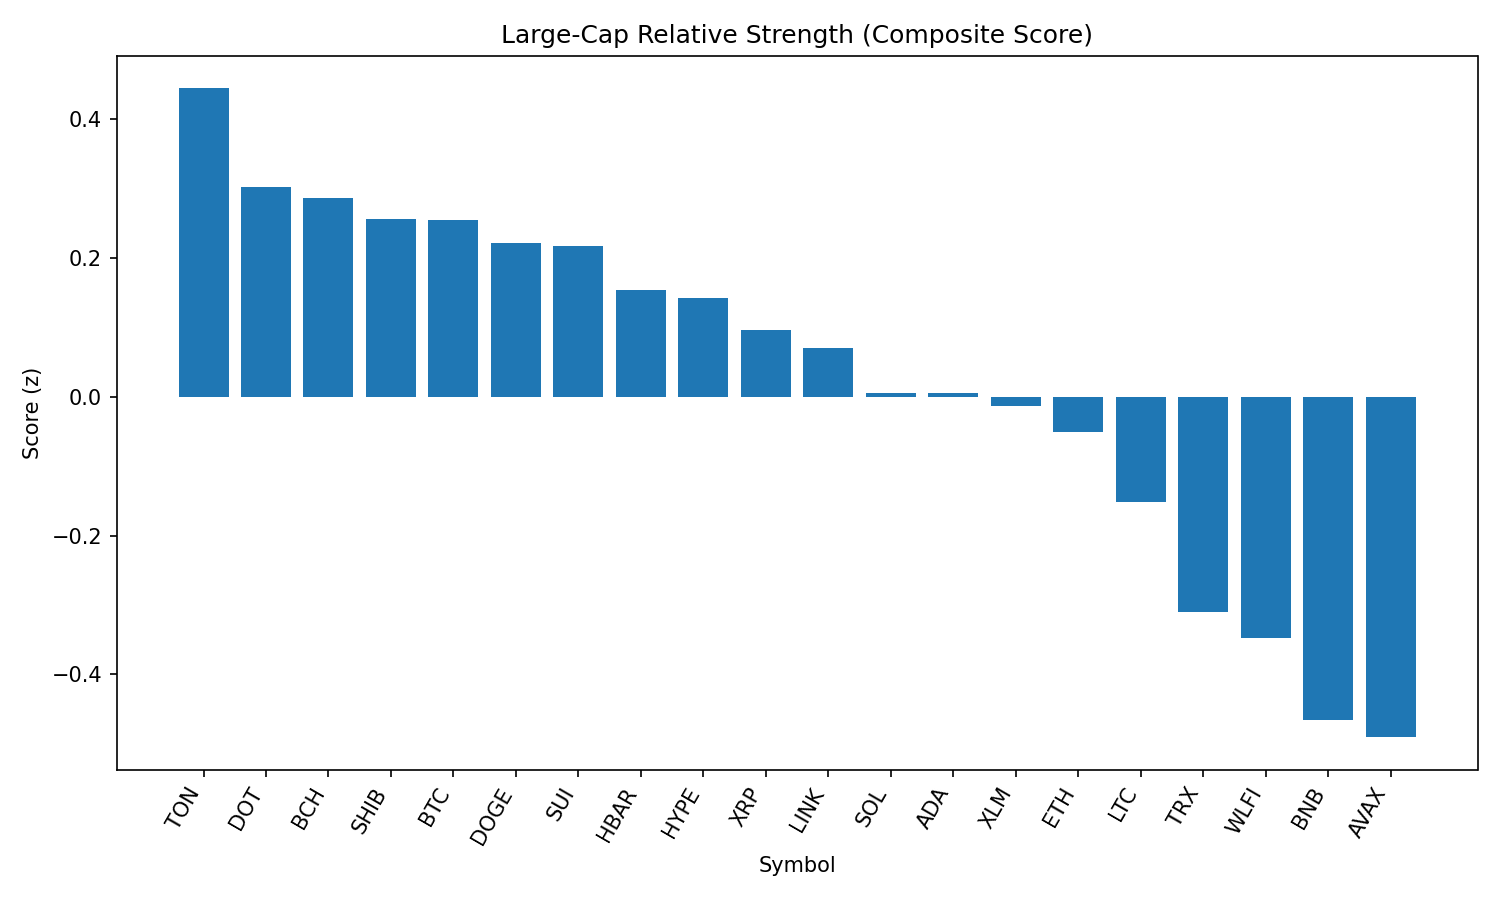 Large-Cap Relative Strength (Composite Score)
Score (z)
0.4
0.2
0.0
−0.2
−0.4
TON
DOT
BCH
SHIB
BTC
DOGE
SUI
HBAR
HYPE
XRP
LINK
SOL
ADA
XLM
ETH
LTC
TRX
WLFI
BNB
AVAX
Symbol